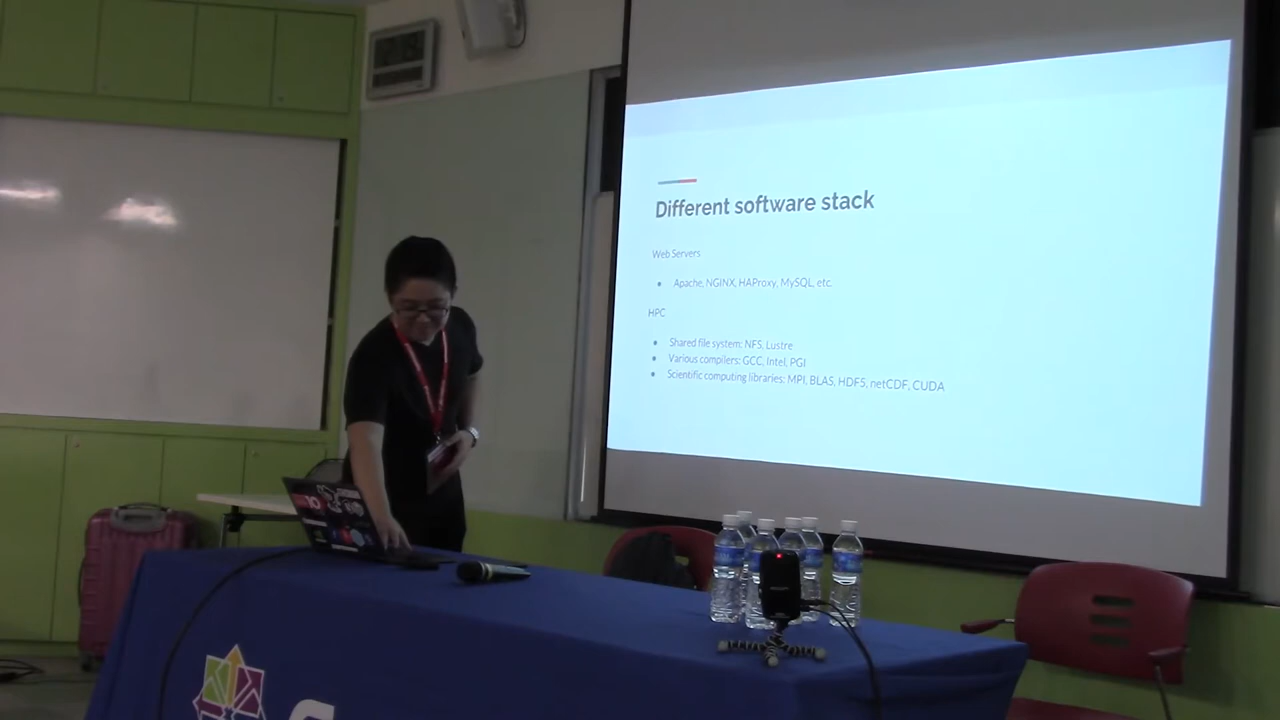 Different software stack
Web Servers
Apache, NGINX, HAProxy, MySQL, etc.
HPC
Shared file system: NFS, Lustre
Various compilers: GCC, Intel, PGI
Scientific computing libraries: MPI, BLAS, HDF5, netCDF, CUDA
10